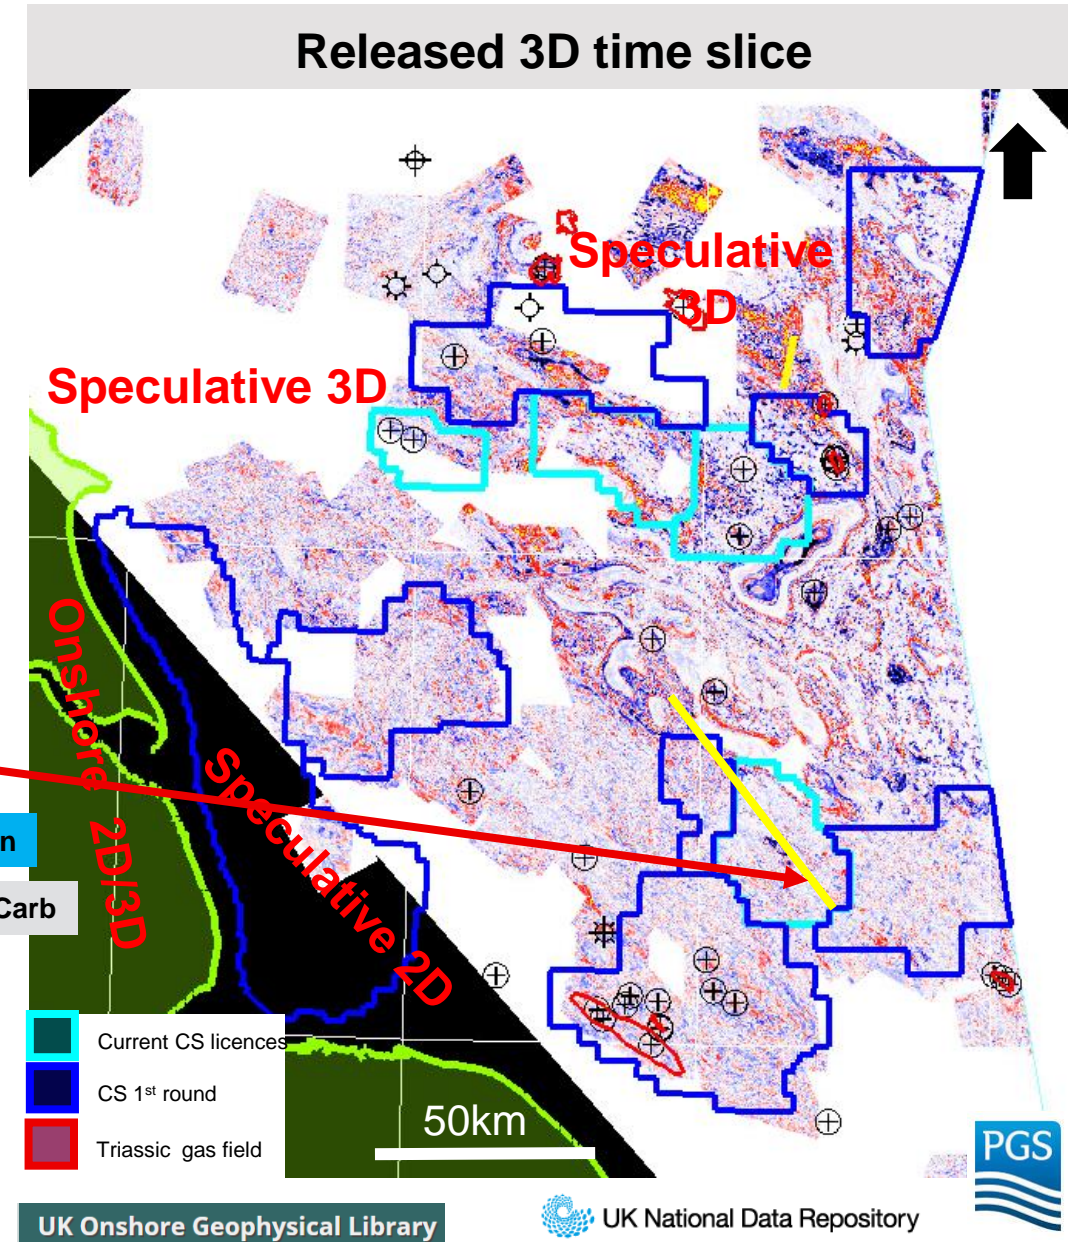 Released 3D time slice
Speculative
3D
Speculative 3D
Onshore 2D/3D
Speculative 2D
n
Carb
Current CS licences
CS 1st round
Triassic gas field
50km
PGS
UK Onshore Geophysical Library
UK National Data Repository